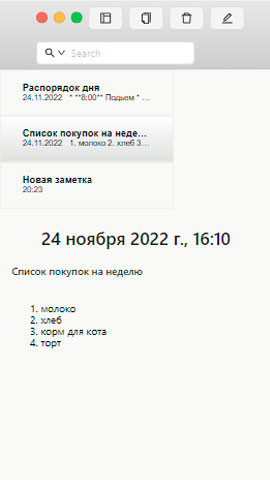 Search
Распорядок дня
24.11.2022 * **8:00** Подьем * ...
Список покупок на неде...
24.11.2022 1. молоко 2. хлеб 3...
Новая заметка
20:23
24 ноября 2022 г., 16:10
Список покупок на неделю
1. молоко
2. хлеб
3. корм для кота
4. торт